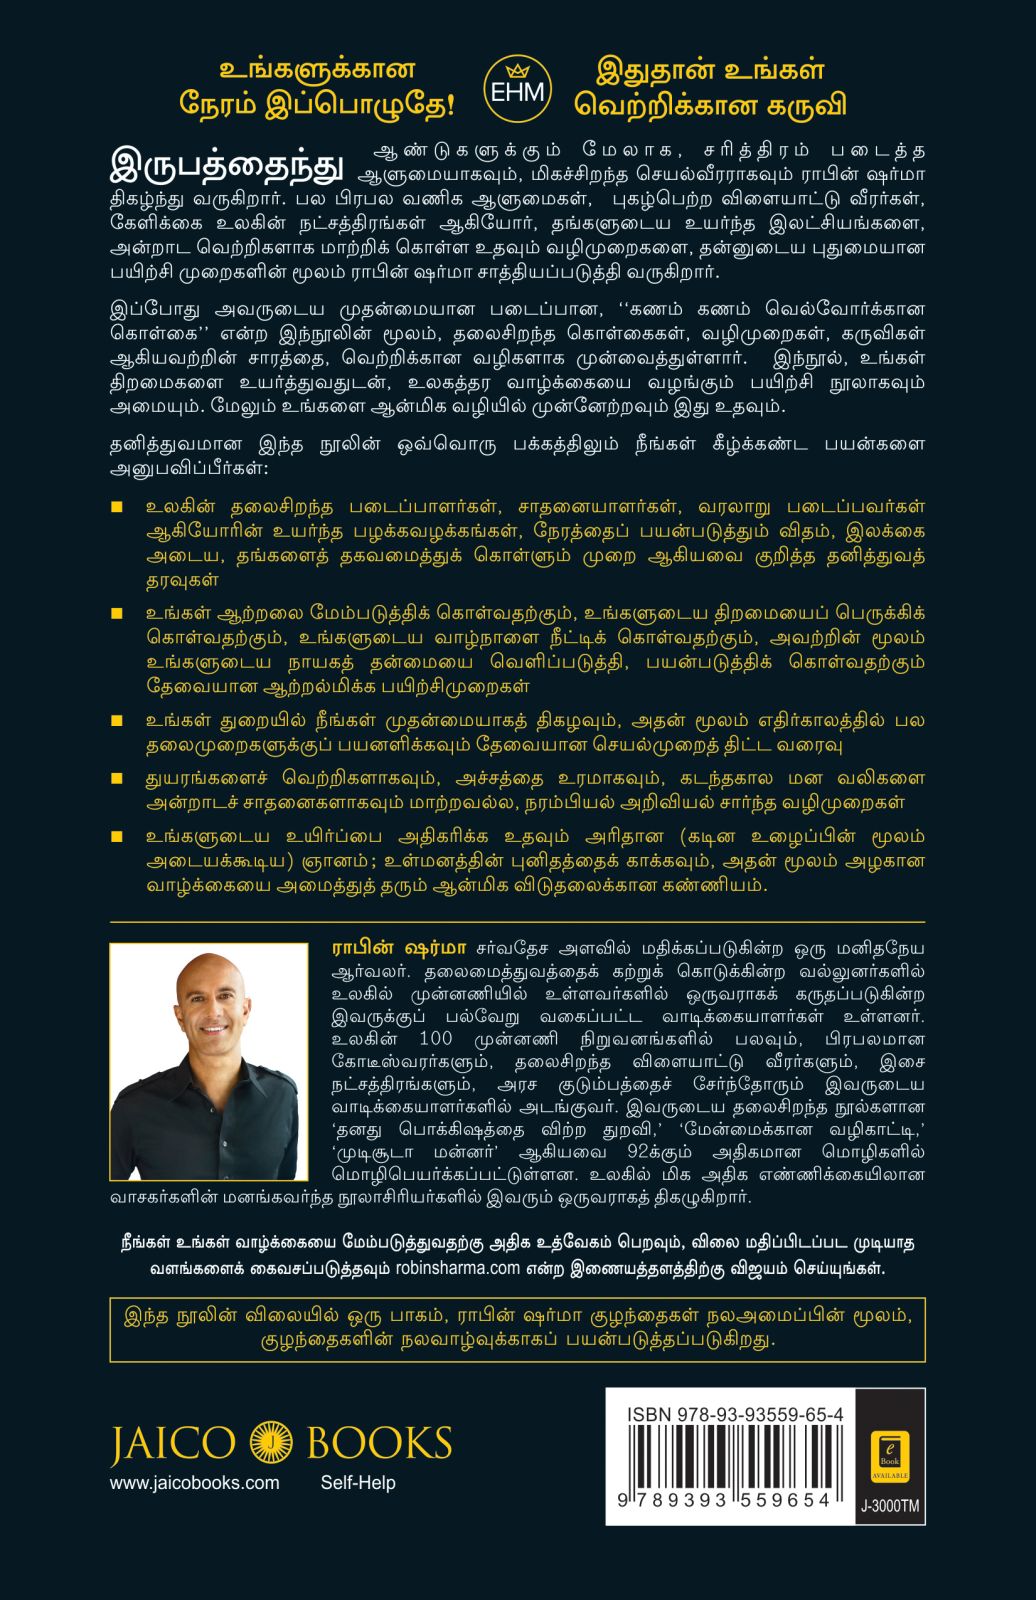 உங்களுக்கான
நேரம் இப்பொழுதே!
EHM
இதுதான் உங்கள்
வெற்றிக்கான கருவி
இருபத்தைந்து ஆண்டுகளுக்கும் மேலாக, சரித்திரம் படைத்த
ஆளுமையாகவும், மிகச்சிறந்த செயல்வீரராகவும் ராபின் ஷர்மா
திகழ்ந்து வருகிறார். பல பிரபல வணிக ஆளுமைகள், புகழ்பெற்ற விளையாட்டு வீரர்கள்,
கேளிக்கை உலகின் நட்சத்திரங்கள் ஆகியோர், தங்களுடைய உயர்ந்த இலட்சியங்களை,
அன்றாட வெற்றிகளாக மாற்றிக் கொள்ள உதவும் வழிமுறைகளை, தன்னுடைய புதுமையான
பயிற்சி முறைகளின் மூலம் ராபின் ஷர்மா சாத்தியப்படுத்தி வருகிறார்.
இப்போது அவருடைய முதன்மையான படைப்பான, ‘‘கணம் கணம் வெல்வோர்க்கான
கொள்கை’’ என்ற இந்நூலின் மூலம், தலைசிறந்த கொள்கைகள், வழிமுறைகள், கருவிகள்
ஆகியவற்றின் சாரத்தை, வெற்றிக்கான வழிகளாக முன்வைத்துள்ளார். இந்நூல், உங்கள்
திறமைகளை உயர்த்துவதுடன், உலகத்தர வாழ்க்கையை வழங்கும் பயிற்சி நூலாகவும்
அமையும். மேலும் உங்களை ஆன்மிக வழியில் முன்னேற்றவும் இது உதவும்.
தனித்துவமான இந்த நூலின் ஒவ்வொரு பக்கத்திலும் நீங்கள் கீழ்க்கண்ட பயன்களை
அனுபவிப்பீர்கள்:
■ உலகின் தலைசிறந்த படைப்பாளர்கள், சாதனையாளர்கள், வரலாறு படைப்பவர்கள்
ஆகியோரின் உயர்ந்த பழக்கவழக்கங்கள், நேரத்தைப் பயன்படுத்தும் விதம், இலக்கை
அடைய, தங்களைத் தகவமைத்துக் கொள்ளும் முறை ஆகியவை குறித்த தனித்துவத்
தரவுகள்
■ உங்கள் ஆற்றலை மேம்படுத்திக் கொள்வதற்கும், உங்களுடைய திறமையைப் பெருக்கிக்
கொள்வதற்கும், உங்களுடைய வாழ்நாளை நீட்டிக் கொள்வதற்கும், அவற்றின் மூலம்
உங்களுடைய நாயகத் தன்மையை வெளிப்படுத்தி, பயன்படுத்திக் கொள்வதற்கும்
தேவையான ஆற்றல்மிக்க பயிற்சிமுறைகள்
■ உங்கள் துறையில் நீங்கள் முதன்மையாகத் திகழவும், அதன் மூலம் எதிர்காலத்தில் பல
தலைமுறைகளுக்குப் பயனளிக்கவும் தேவையான செயல்முறைத் திட்ட வரைவு
■ துயரங்களைச் வெற்றிகளாகவும், அச்சத்தை உரமாகவும், கடந்தகால மன வலிகளை
அன்றாடச் சாதனைகளாகவும் மாற்றவல்ல, நரம்பியல் அறிவியல் சார்ந்த வழிமுறைகள்
■ உங்களுடைய உயிர்ப்பை அதிகரிக்க உதவும் அரிதான (கடின உழைப்பின் மூலம்
அடையக்கூடிய) ஞானம்; உள்மனத்தின் புனிதத்தைக் காக்கவும், அதன் மூலம் அழகான
வாழ்க்கையை அமைத்துத் தரும் ஆன்மிக விடுதலைக்கான கண்ணியம்.
ராபின் ஷர்மா சர்வதேச அளவில் மதிக்கப்படுகின்ற ஒரு மனிதநேய
ஆர்வலர். தலைமைத்துவத்தைக் கற்றுக் கொடுக்கின்ற வல்லுனர்களில்
உலகில் முன்னணியில் உள்ளவர்களில் ஒருவராகக் கருதப்படுகின்ற
இவருக்குப் பல்வேறு வகைப்பட்ட வாடிக்கையாளர்கள் உள்ளனர்.
உலகின் 100 முன்னணி நிறுவனங்களில் பலவும், பிரபலமான
கோடீஸ்வரர்களும், தலைசிறந்த விளையாட்டு வீரர்களும், இசை
நட்சத்திரங்களும், அரச குடும்பத்தைச் சேர்ந்தோரும் இவருடைய
வாடிக்கையாளர்களில் அடங்குவர். இவருடைய தலைசிறந்த நூல்களான
‘தனது பொக்கிஷத்தை விற்ற துறவி,’ ‘மேன்மைக்கான வழிகாட்டி,’
‘முடிசூடா மன்னர்’ ஆகியவை 92க்கும் அதிகமான மொழிகளில்
மொழிபெயர்க்கப்பட்டுள்ளன. உலகில் மிக அதிக எண்ணிக்கையிலான
வாசகர்களின் மனங்கவர்ந்த நூலாசிரியர்களில் இவரும் ஒருவராகத் திகழுகிறார்.
நீங்கள் உங்கள் வாழ்க்கையை மேம்படுத்துவதற்கு அதிக உத்வேகம் பெறவும், விலை மதிப்பிடப்பட முடியாத
வளங்களைக் கைவசப்படுத்தவும் robinsharma.com என்ற இணையத்தளத்திற்கு விஜயம் செய்யுங்கள்.
இந்த நூலின் விலையில் ஒரு பாகம், ராபின் ஷர்மா குழந்தைகள் நலஅமைப்பின் மூலம்,
குழந்தைகளின் நலவாழ்வுக்காகப் பயன்படுத்தப்படுகிறது.
JAICO J BOOKS
www.jaicobooks.com Self-Help
ISBN 978-93-93559-65-4
9 789393 559654
e
Book
AVAILABLE
J-3000TM